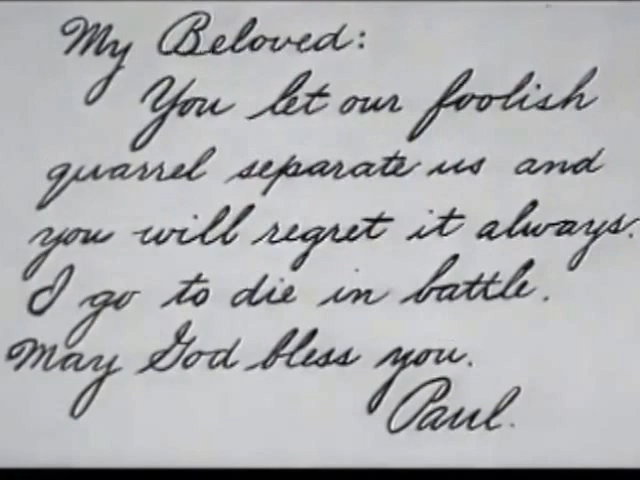 My Beloved:
You let our foolish
quarrel separate us and
you will regret it always.
I go to die in battle.
May God bless you.
Paul.